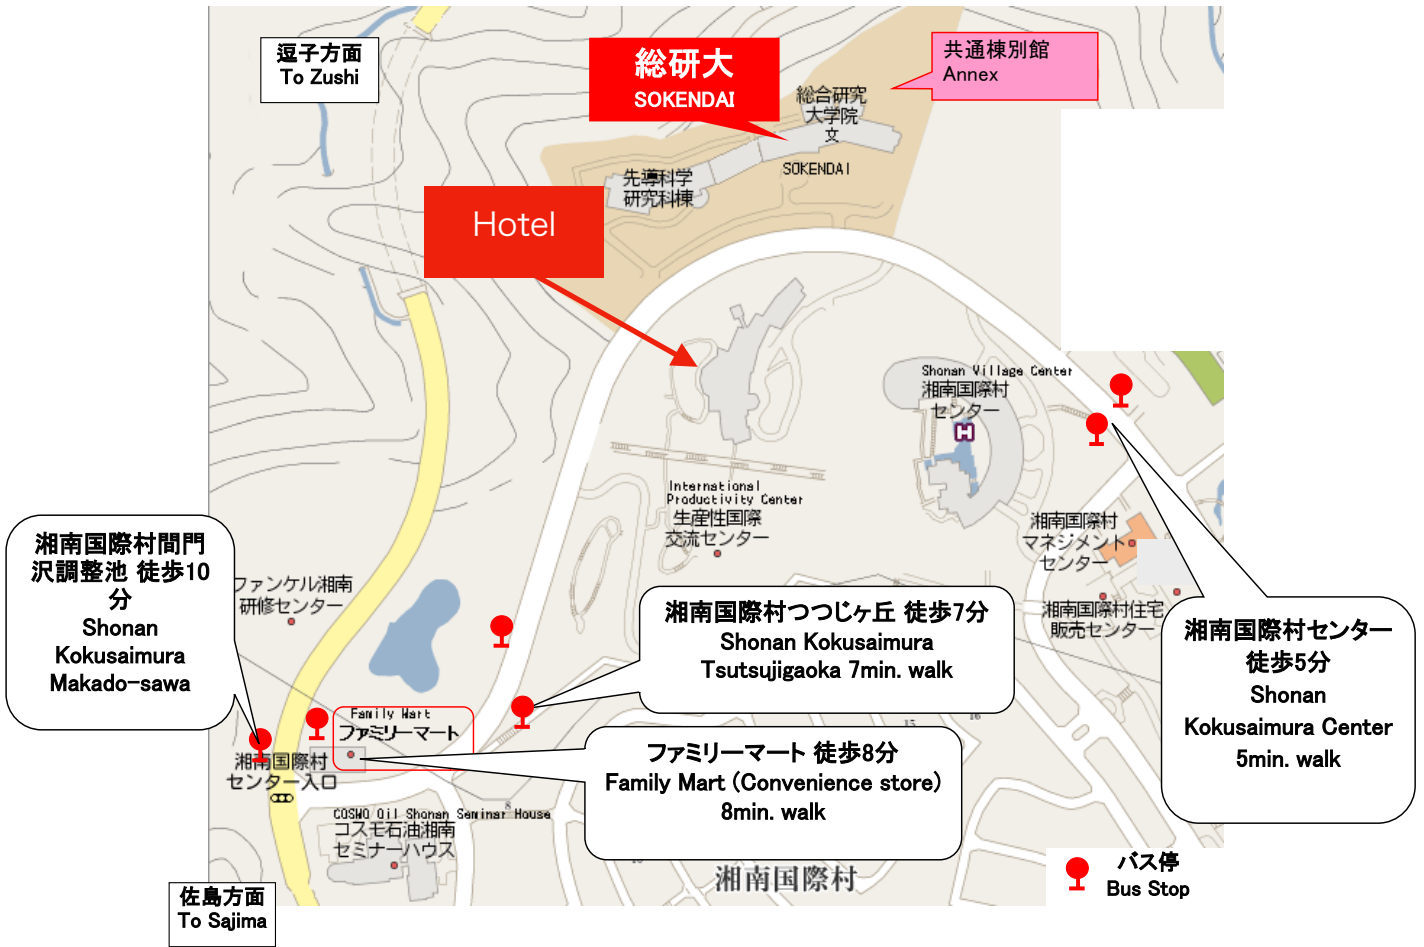 逗子方面
To Zushi
総研大
SOKENDAI
共通棟別館
Annex
総合研究
大学院
文
SOKENDAI
先導科学
研究科棟
Hotel
Shonan Village Center
湘南国際村
センター
H
International
Productivity Center
生産性国際
交流センター
湘南国際村
マネジメント
センター
湘南国際村住宅
販売センター
湘南国際村間門
沢調整池 徒歩10
分
Shonan
Kokusaimura
Makado-sawa
ファンケル湘南
研修センター
湘南国際村つつじヶ丘 徒歩7分
Shonan Kokusaimura
Tsutsujigaoka 7min. walk
湘南国際村センター
徒歩5分
Shonan
Kokusaimura Center
5min. walk
Family Mart
ファミリーマート
湘南国際村
センター入口
15
16
ファミリーマート 徒歩8分
Family Mart (Convenience store)
8min. walk
8
COSMO Oil Shonan Seminar House
コスモ石油湘南
セミナーハウス
湘南国際村
バス停
Bus Stop
佐島方面
To Sajima